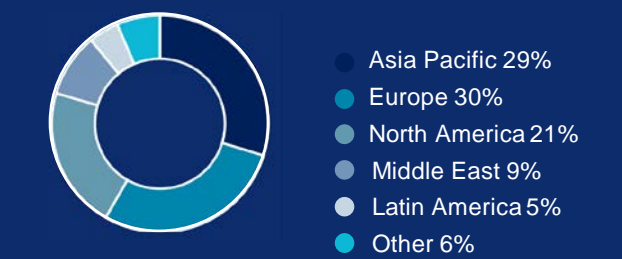 Asia Pacific 29%
Europe 30%
North America 21%
Middle East 9%
Latin America 5%
Other 6%